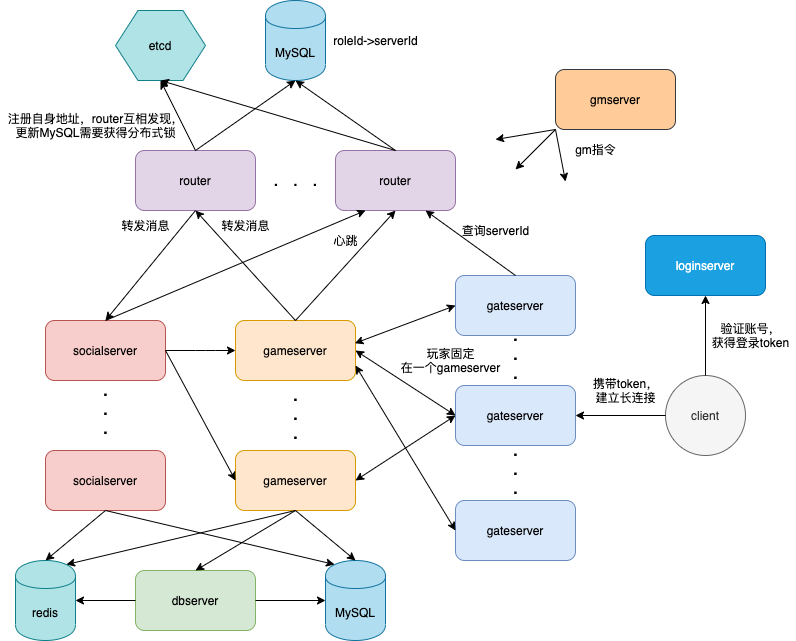 etcd
MySQL
roleId->serverId
gmserver
注册自身地址，router互相发现，
更新MySQL需要获得分布式锁
gm指令
router
. . .
router
转发消息
转发消息
心跳
查询serverId
loginserver
gateserver
socialserver
gameserver
验证账号，
获得登录token
玩家固定
在一个gameserver
携带token，
建立长连接
gateserver
client
socialserver
gameserver
gateserver
redis
dbserver
MySQL